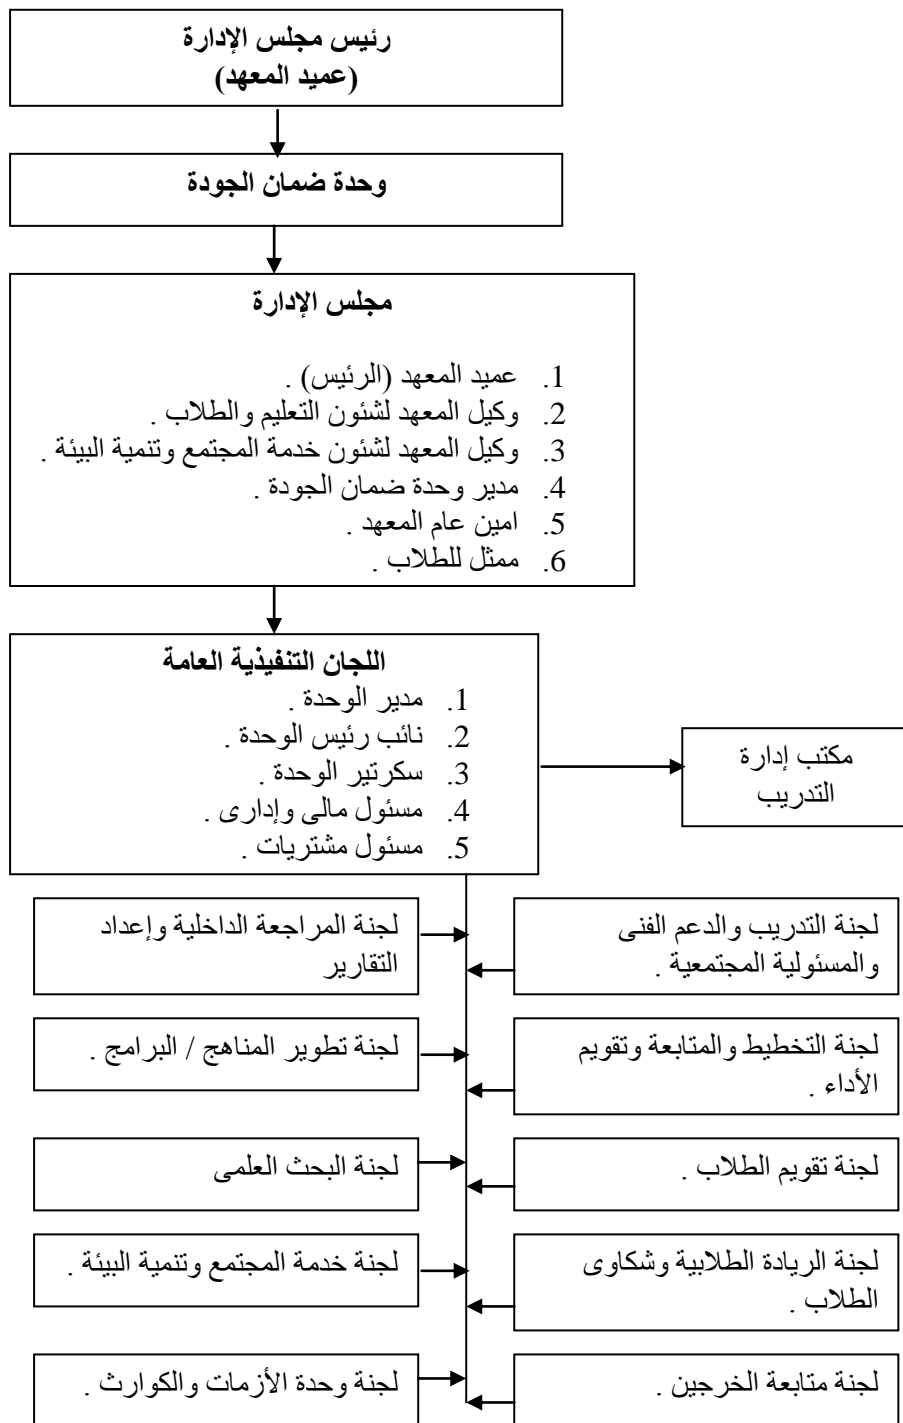 رئيس مجلس الإدارة
(عميد المعهد)
وحدة ضمان الجودة
مجلس الإدارة
1. عميد المعهد (الرئيس) .
2. وكيل المعهد لشئون التعليم والطلاب .
3. وكيل المعهد لشئون خدمة المجتمع وتنمية البيئة .
4. مدير وحدة ضمان الجودة .
5. امين عام المعهد .
6. ممثل للطلاب .
اللجان التنفيذية العامة
1. مدير الوحدة .
2. نائب رئيس الوحدة .
3. سكرتير الوحدة .
4. مسئول مالى وإدارى .
5. مسئول مشتريات .
مكتب إدارة
التدريب
لجنة التدريب والدعم الفنى
والمسئولية المجتمعية .
لجنة المراجعة الداخلية وإعداد
التقارير
لجنة التخطيط والمتابعة وتقويم
الأداء .
لجنة تطوير المناهج / البرامج .
لجنة تقويم الطلاب .
لجنة البحث العلمى
لجنة الريادة الطلابية وشكاوى
الطلاب .
لجنة خدمة المجتمع وتنمية البيئة .
لجنة متابعة الخرجين .
لجنة وحدة الأزمات والكوارث .